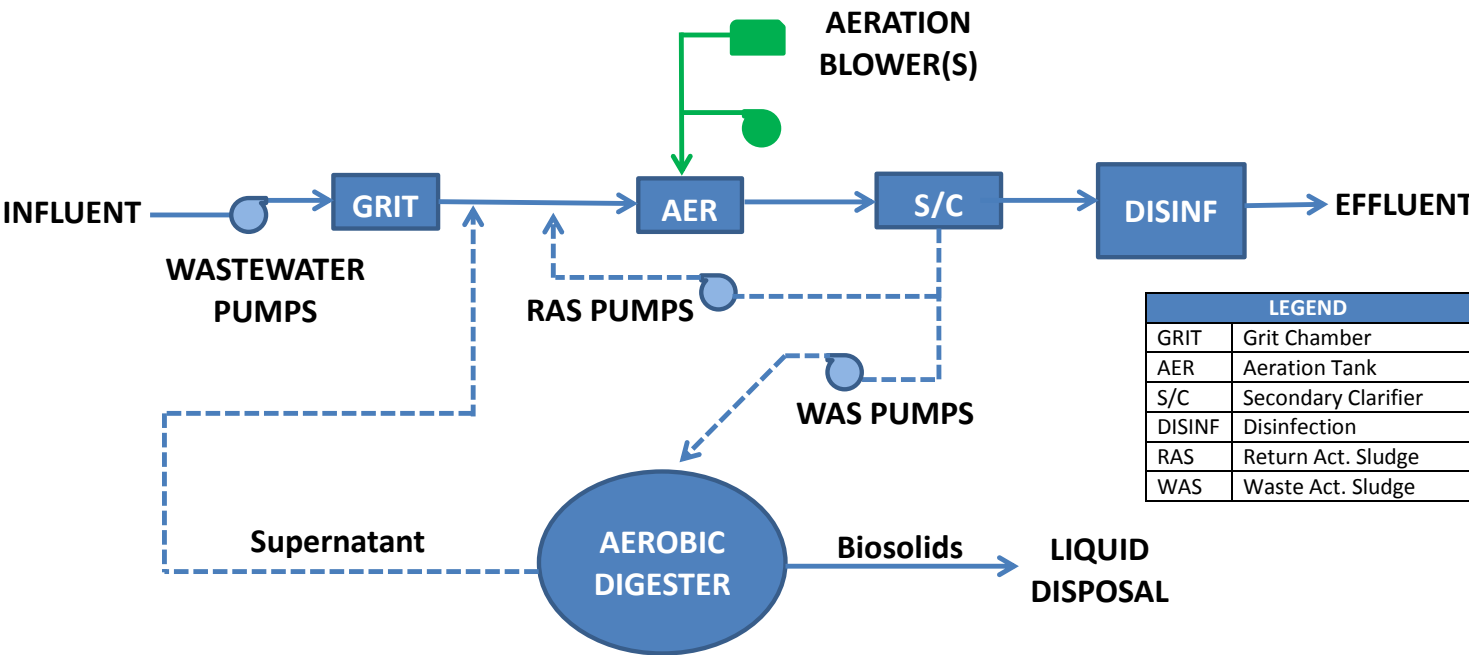 AERATION
BLOWER(S)
INFLUENT
GRIT
AER
S/C
DISINF
EFFLUENT
WASTEWATER
PUMPS
RAS PUMPS
WAS PUMPS
LEGEND
GRIT Grit Chamber
AER Aeration Tank
S/C Secondary Clarifier
DISINF Disinfection
RAS Return Act. Sludge
WAS Waste Act. Sludge
Supernatant
AEROBIC
DIGESTER
Biosolids
LIQUID
DISPOSAL